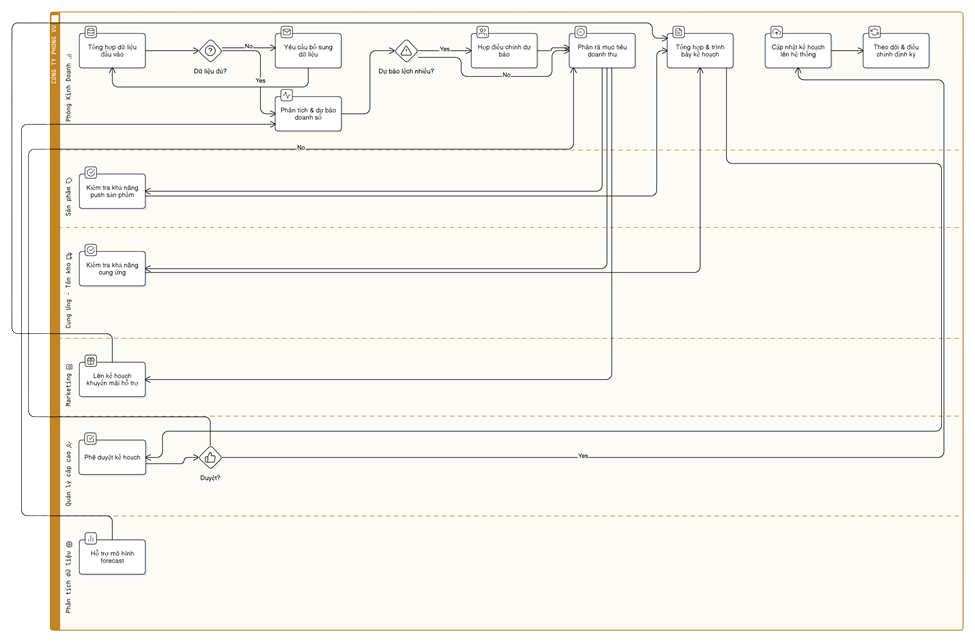 CÔNG TY PHONG VŨ
Phòng Kinh Doanh
Tổng hợp dữ liệu
đầu vào
Dữ liệu đủ?
No
Yes
Yêu cầu bổ sung
dữ liệu
Phân tích & dự báo
doanh số
Dự báo lệch nhiều?
Yes
No
Họp điều chỉnh dự
báo
Phân rã mục tiêu
doanh thu
Tổng hợp & trình
bày kế hoạch
Cập nhật kế hoạch
lên hệ thống
Theo dõi & điều
chỉnh định kỳ
No
Sản phẩm
Kiểm tra khả năng
push sản phẩm
Cung Ứng - Tồn kho
Kiểm tra khả năng
cung ứng
Marketing
Lên kế hoạch
khuyến mãi hỗ trợ
Quản lý cấp cao
Phê duyệt kế hoạch
Duyệt?
Yes
Phân tích dữ liệu
Hỗ trợ mô hình
forecast